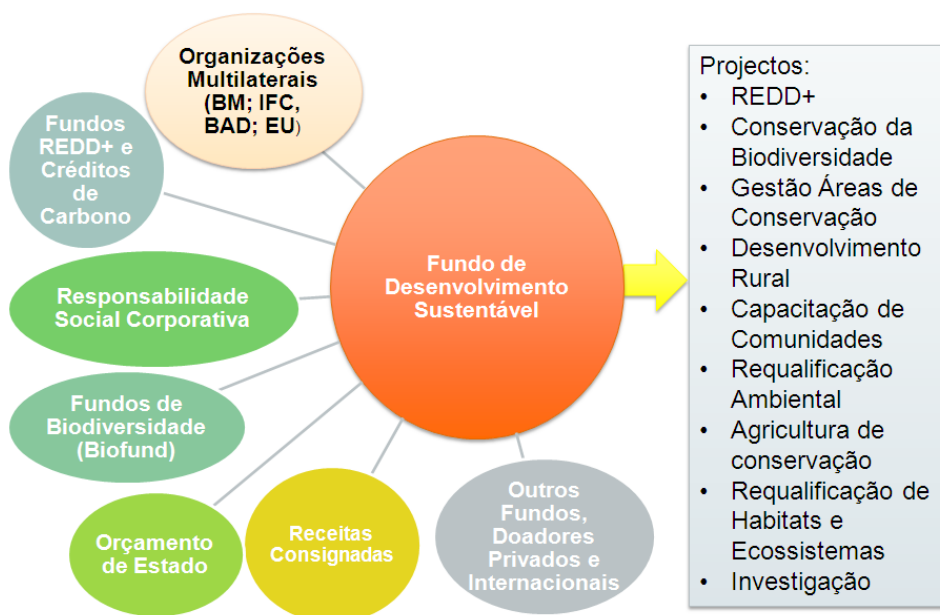 Organizações
Multilaterais
(BM; IFC,
BAD; EU)
Fundos
REDD+ e
Créditos
de
Carbono
Responsabilidade
Social Corporativa
Fundos de
Biodiversidade
(Biofund)
Orçamento
de Estado
Receitas
Consignadas
Outros
Fundos,
Doadores
Privados e
Internacionais
Fundo de
Desenvolvimento
Sustentável
Projectos:
• REDD+
• Conservação da
Biodiversidade
• Gestão Áreas de
Conservação
• Desenvolvimento
Rural
• Capacitação de
Comunidades
• Requalificação
Ambiental
• Agricultura de
conservação
• Requalificação de
Habitats e
Ecossistemas
• Investigação